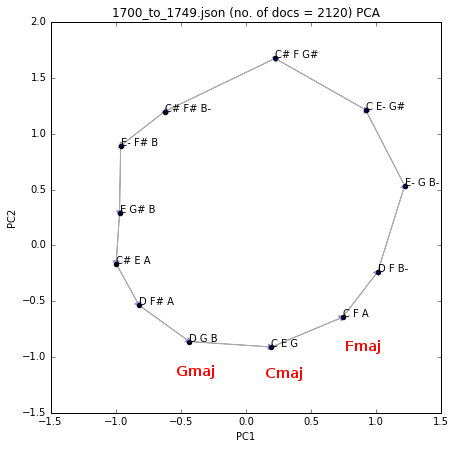 1700_to_1749.json (no. of docs = 2120) PCA
2.0
1.5
1.0
0.5
0.0
−0.5
−1.0
−1.5
PC2
C# F G#
C# F# B-
C E- G#
E- F# B
E- G B-
E G# B
C# E A
D F B-
D F# A
C F A
D G B
C E G
Fmaj
Gmaj
Cmaj
−1.5
−1.0
−0.5
0.0
0.5
1.0
1.5
PC1